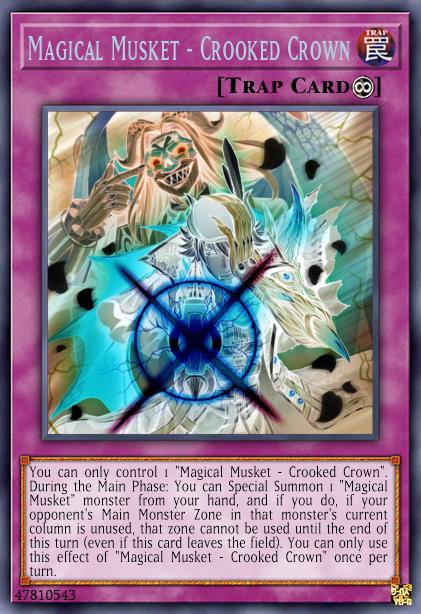 Magical Musket - Crooked Crown
TRAP
罠
[Trap Card]
You can only control 1 "Magical Musket - Crooked Crown".
During the Main Phase: You can Special Summon 1 "Magical
Musket" monster from your hand, and if you do, if your
opponent's Main Monster Zone in that monster's current
column is unused, that zone cannot be used until the end of
this turn (even if this card leaves the field). You can only use
this effect of "Magical Musket - Crooked Crown" once per
turn.
47810543